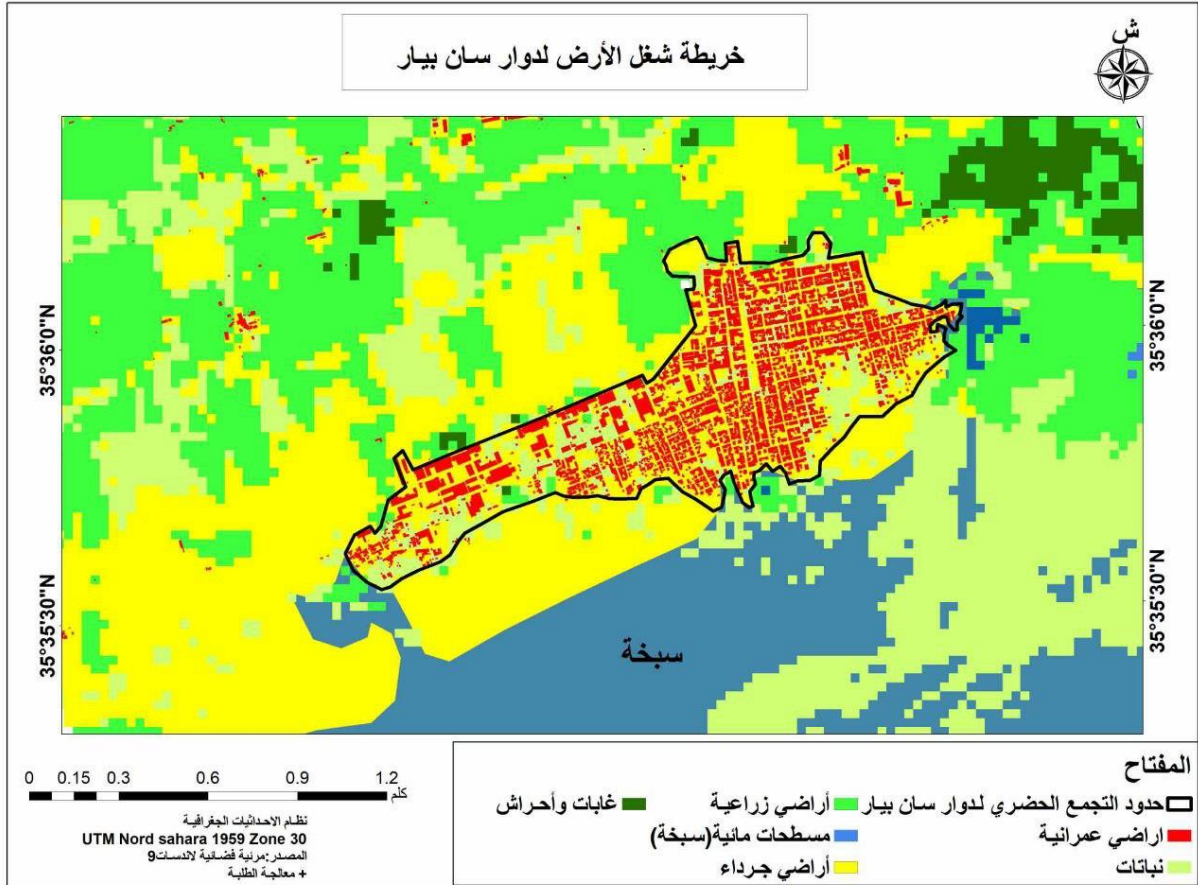 خريطة شغل الأرض لدوار سان بيار
ش
35°36'0"N
35°36'0"N
35°35'30"N
35°35'30"N
سبخة
0 0.15 0.3 0.6 0.9 1.2
كلم
نظام الاحداثيات الجغرافية
UTM Nord sahara 1959 Zone 30
المصدر:مرئية فضائية لاندسات9
+ معالجة الطلبة
المفتاح
حدود التجمع الحضري لدوار سان بيار
أراضي زراعية
غابات وأحراش
اراضي عمرانية
مسطحات مائية(سبخة)
نباتات
أراضي جرداء